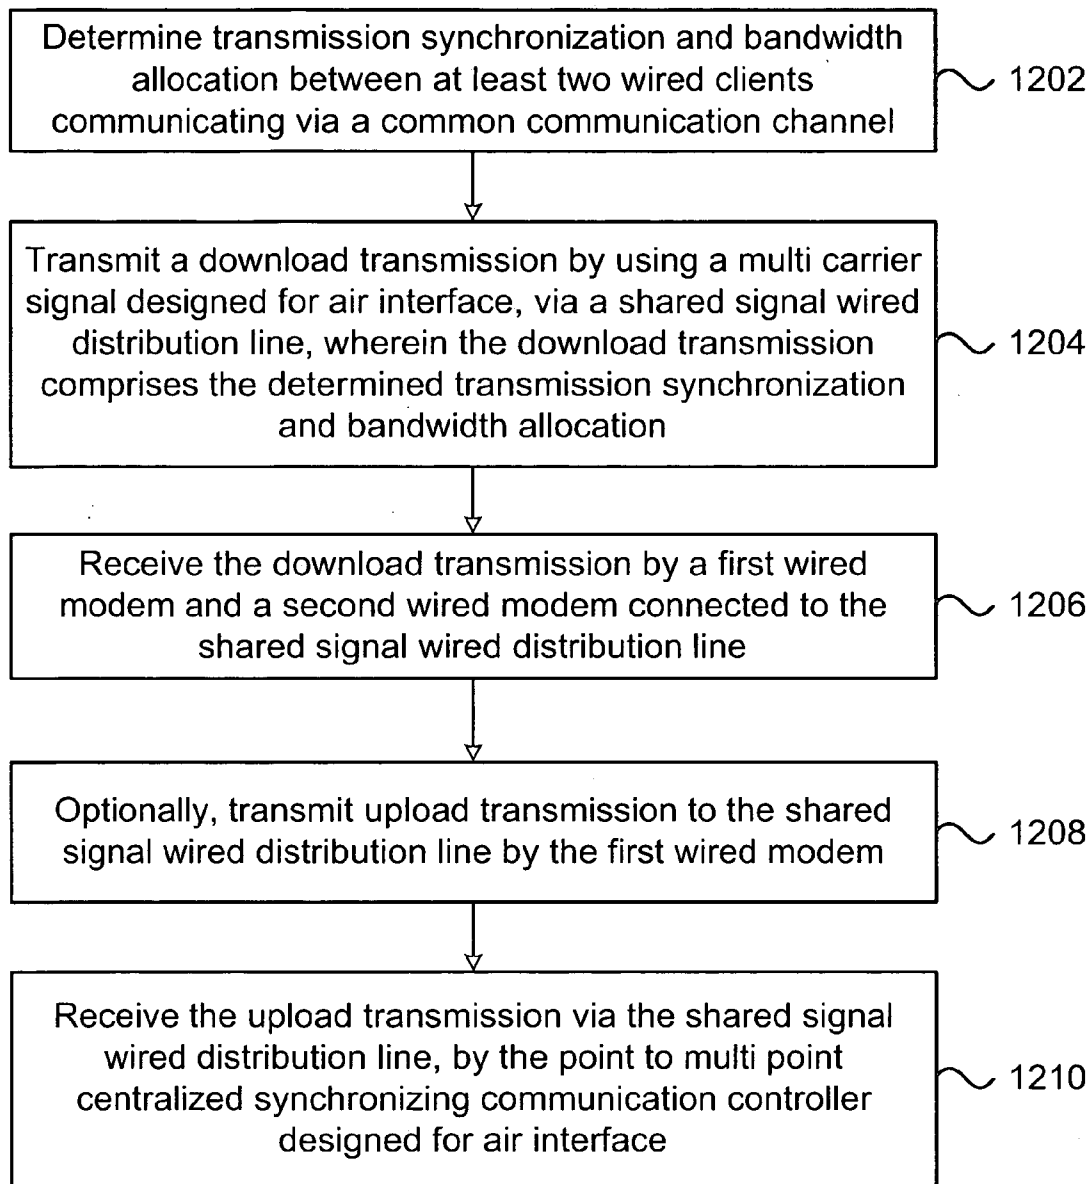 Determine transmission synchronization and bandwidth
allocation between at least two wired clients
communicating via a common communication channel
1202
Transmit a download transmission by using a multi carrier
signal designed for air interface, via a shared signal wired
distribution line, wherein the download transmission
comprises the determined transmission synchronization
and bandwidth allocation
1204
Receive the download transmission by a first wired
modem and a second wired modem connected to the
shared signal wired distribution line
1206
Optionally, transmit upload transmission to the shared
signal wired distribution line by the first wired modem
1208
Receive the upload transmission via the shared signal
wired distribution line, by the point to multi point
centralized synchronizing communication controller
designed for air interface
1210